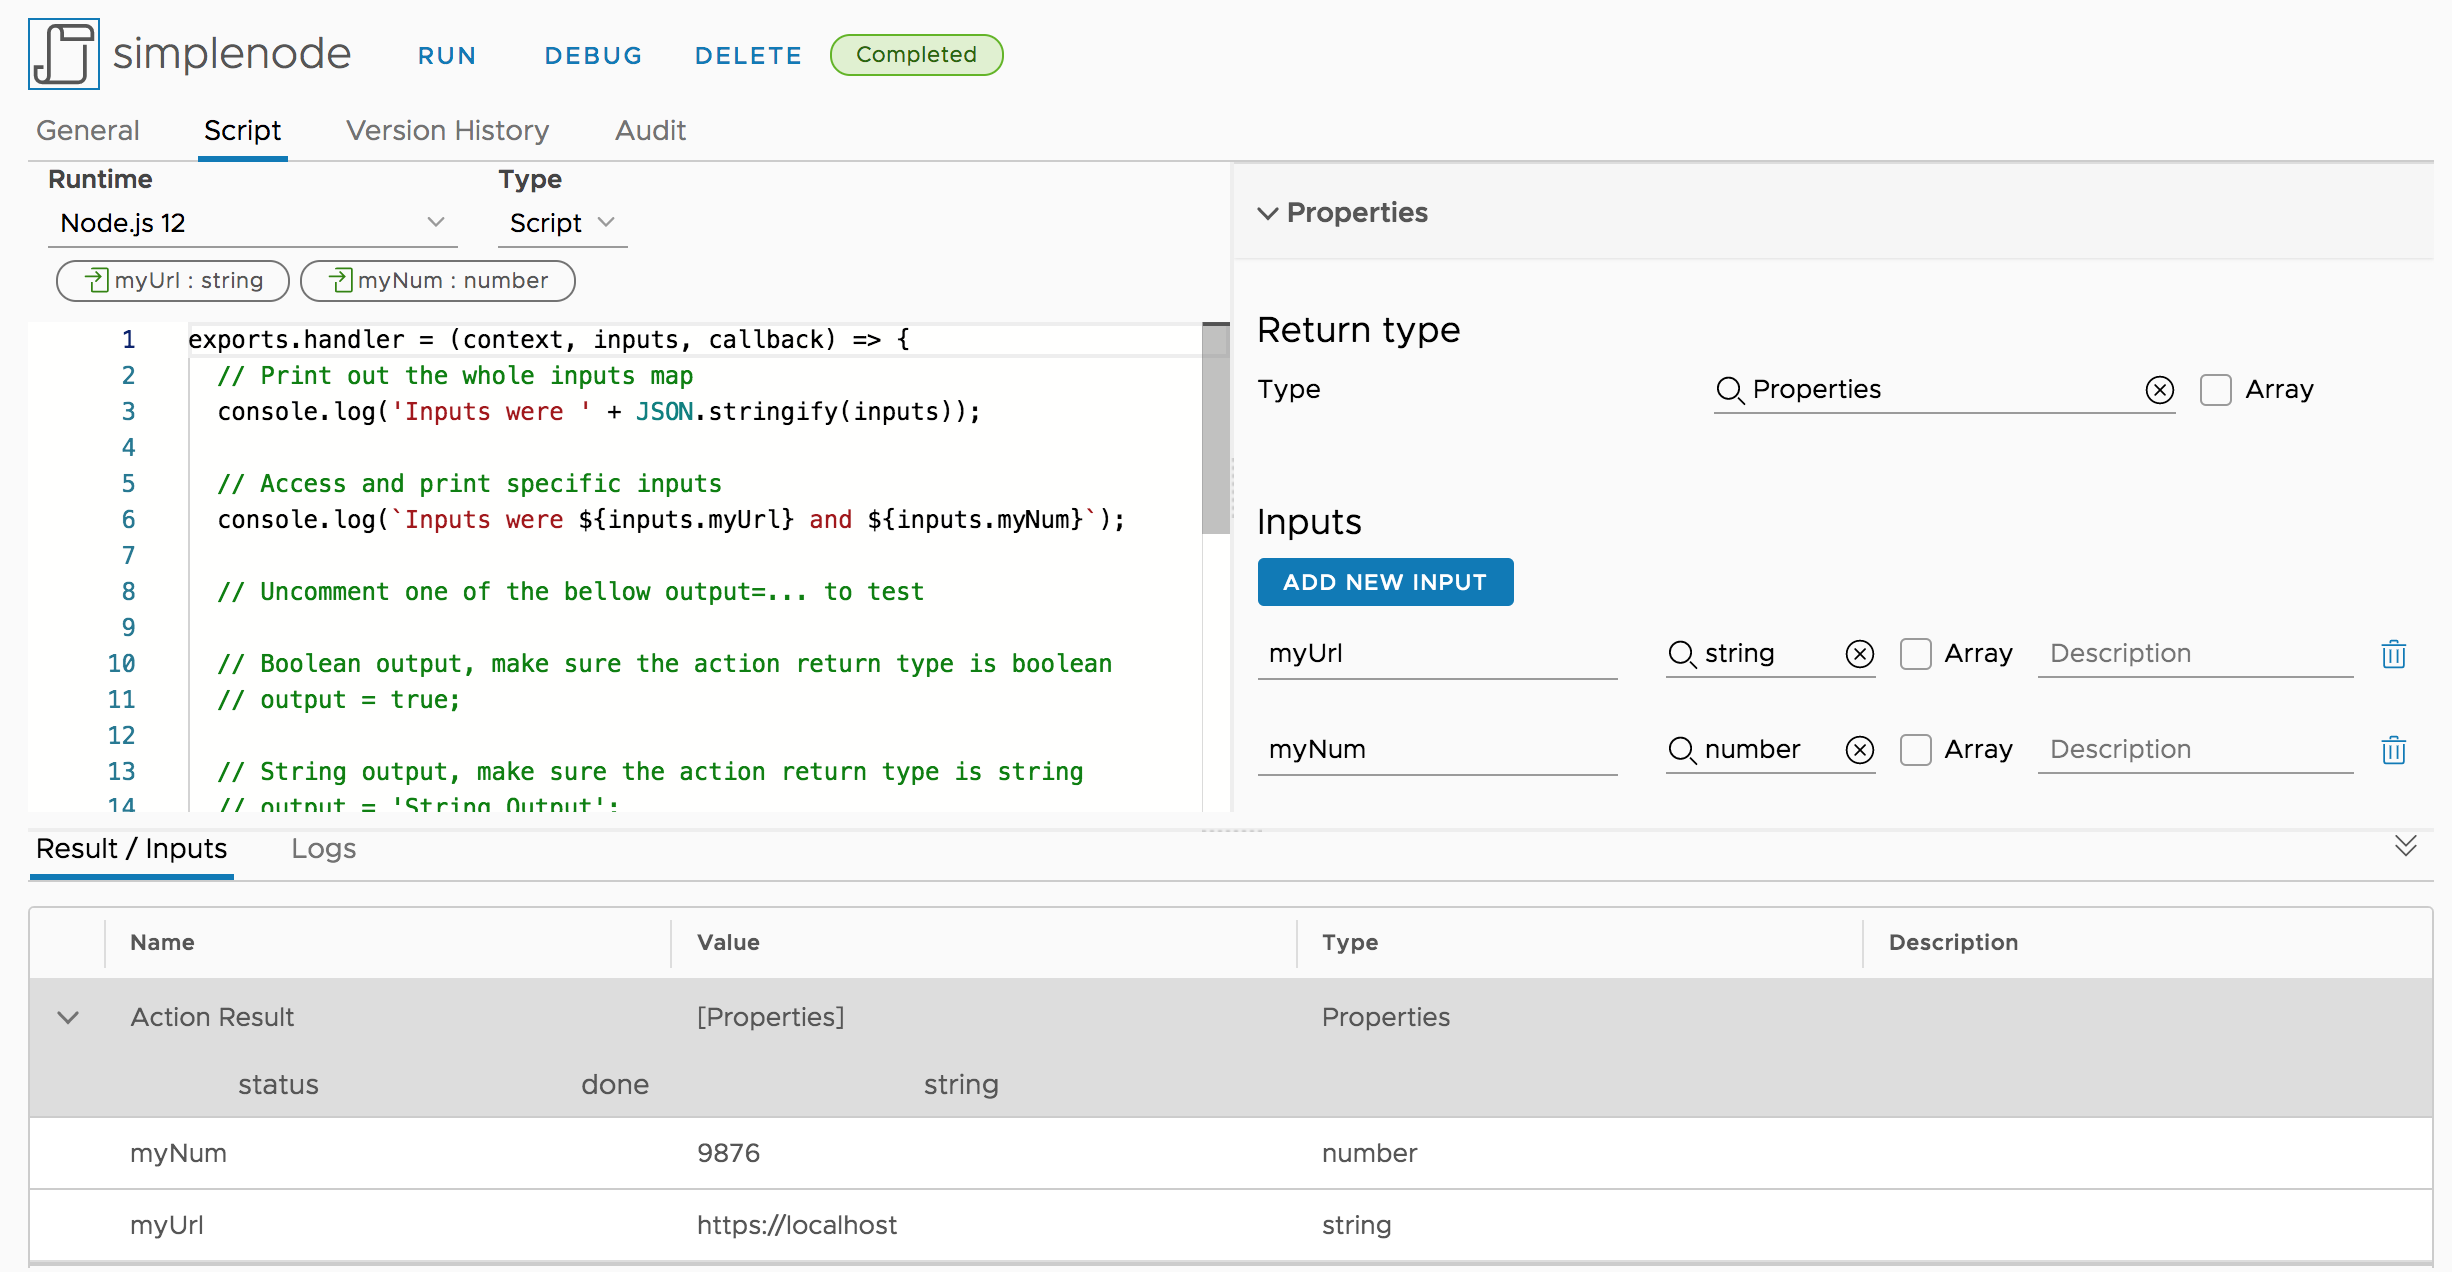 simplenode RUN DEBUG DELETE Completed
General Script Version History Audit
Runtime Type
Node.js 12 Script
myUrl : string myNum : number
1 exports.handler = (context, inputs, callback) => {
2 // Print out the whole inputs map
3 console.log('Inputs were ' + JSON.stringify(inputs));
4
5 // Access and print specific inputs
6 console.log(`Inputs were ${inputs.myUrl} and ${inputs.myNum}`);
7
8 // Uncomment one of the bellow output=... to test
9
10 // Boolean output, make sure the action return type is boolean
11 // output = true;
12
13 // String output, make sure the action return type is string
14 // output = 'String Output';
Properties
Return type
Type Properties Array
Inputs
ADD NEW INPUT
myUrl string Array Description
myNum number Array Description
Result / Inputs Logs
Name Value Type Description
Action Result [Properties] Properties
status done string
myNum 9876 number
myUrl https://localhost string